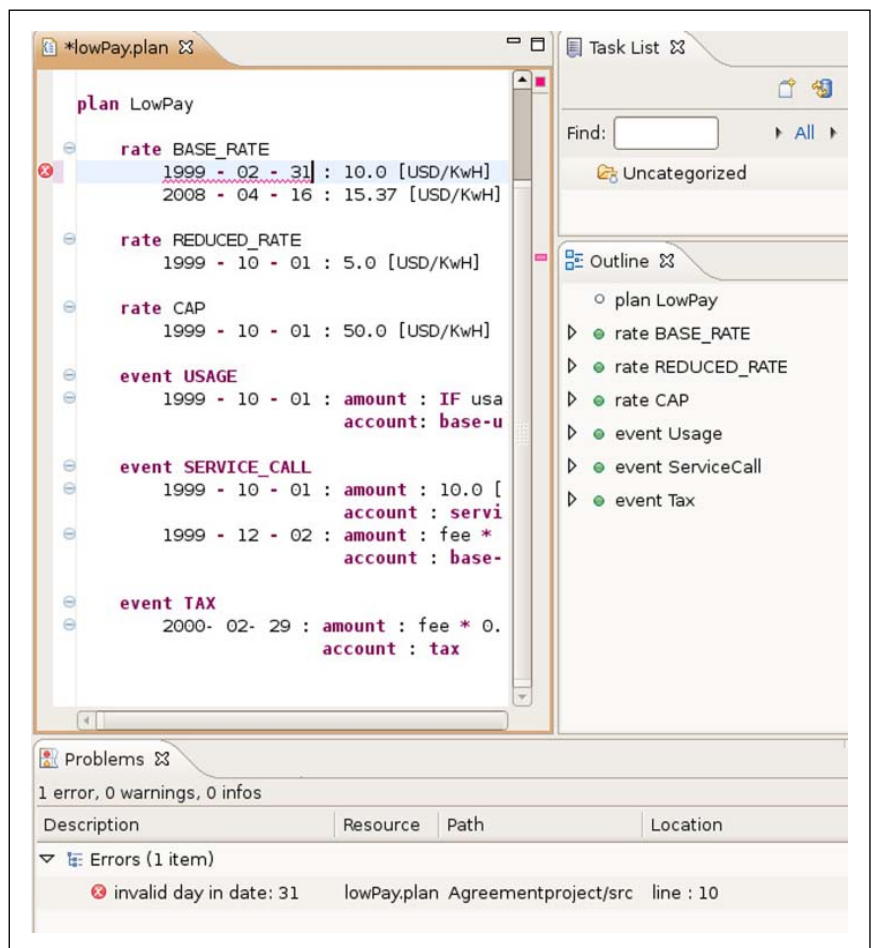 *lowPay.plan
plan LowPay
rate BASE_RATE
1999 - 02 - 31 : 10.0 [USD/KwH]
2008 - 04 - 16 : 15.37 [USD/KwH]
rate REDUCED_RATE
1999 - 10 - 01 : 5.0 [USD/KwH]
rate CAP
1999 - 10 - 01 : 50.0 [USD/KwH]
event USAGE
1999 - 10 - 01 : amount : IF usa
account: base-u
event SERVICE_CALL
1999 - 10 - 01 : amount : 10.0 [
account : servi
1999 - 12 - 02 : amount : fee *
account : base-
event TAX
2000- 02- 29 : amount : fee * 0.
account : tax
Task List
Find: All
Uncategorized
Outline
plan LowPay
rate BASE_RATE
rate REDUCED_RATE
rate CAP
event Usage
event ServiceCall
event Tax
Problems
1 error, 0 warnings, 0 infos
Description Resource Path Location
Errors (1 item)
invalid day in date: 31 lowPay.plan Agreementproject/src line : 10